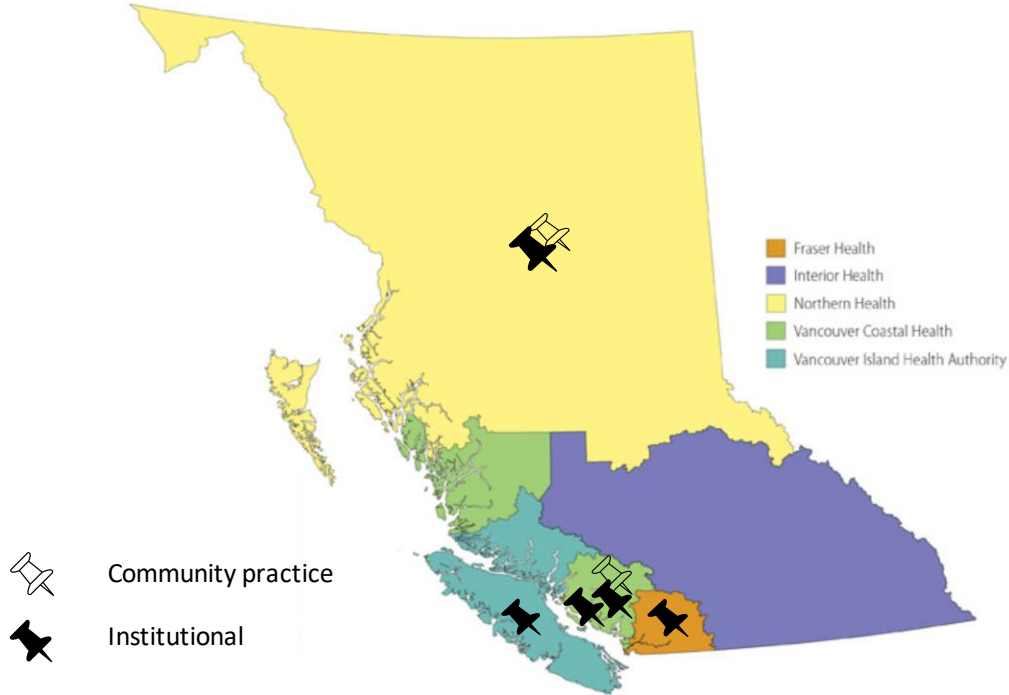 Fraser Health
Interior Health
Northern Health
Vancouver Coastal Health
Vancouver Island Health Authority
Community practice
Institutional